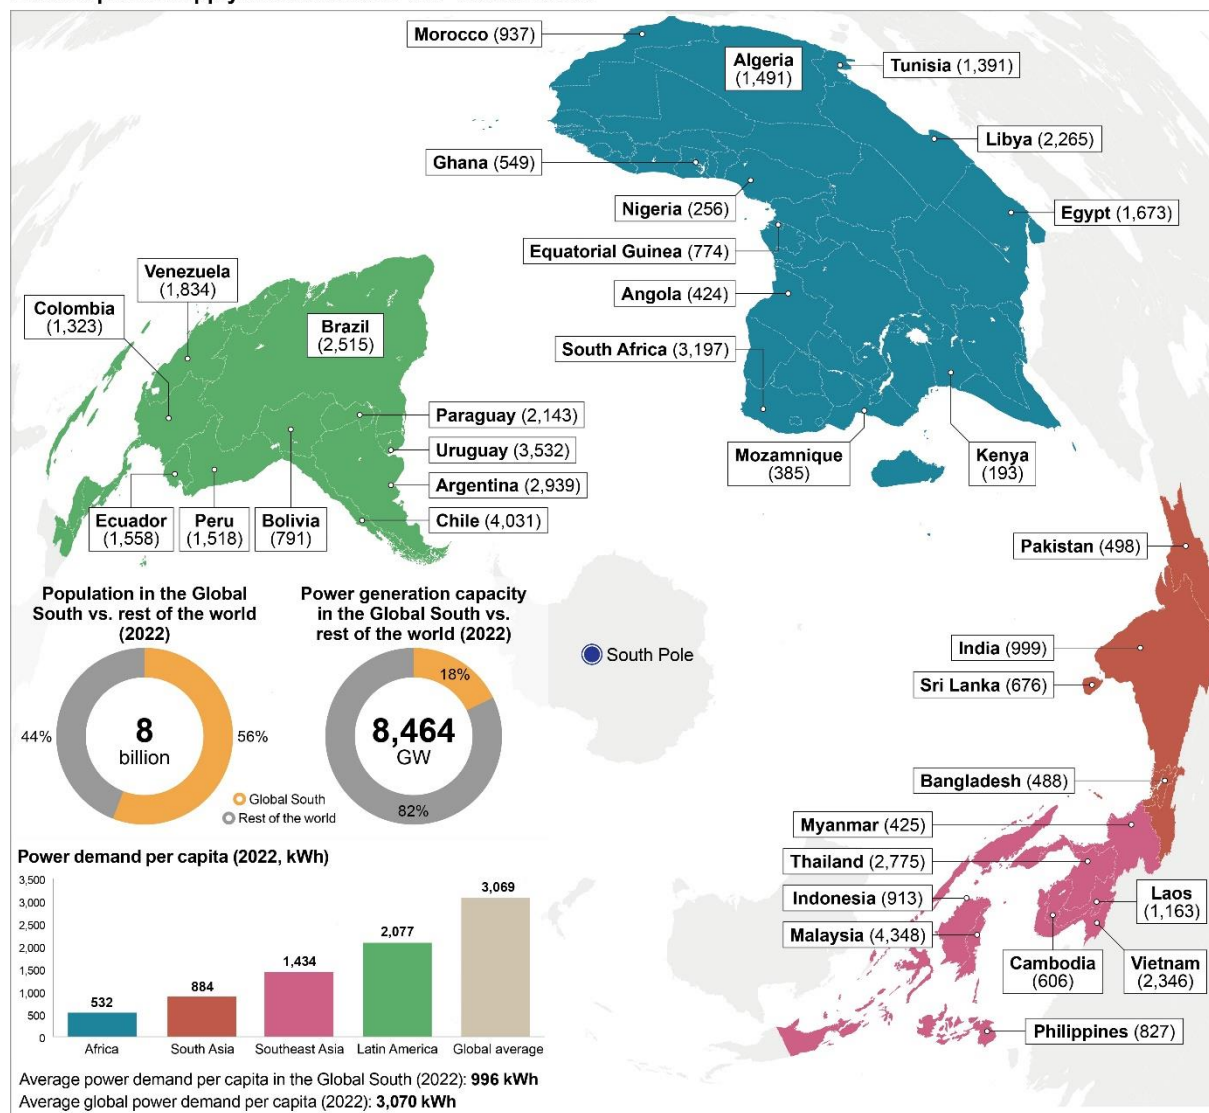 Morocco (937)
Algeria
(1,491)
Tunisia (1,391)
Libya (2,265)
Ghana (549)
Nigeria (256)
Egypt (1,673)
Equatorial Guinea (774)
Angola (424)
South Africa (3,197)
Mozamnique
(385)
Kenya
(193)
Venezuela
(1,834)
Colombia
(1,323)
Brazil
(2,515)
Paraguay (2,143)
Uruguay (3,532)
Argentina (2,939)
Chile (4,031)
Ecuador
(1,558)
Peru
(1,518)
Bolivia
(791)
Pakistan (498)
India (999)
Sri Lanka (676)
Bangladesh (488)
Myanmar (425)
Thailand (2,775)
Indonesia (913)
Malaysia (4,348)
Laos
(1,163)
Cambodia
(606)
Vietnam
(2,346)
Philippines (827)
South Pole
Population in the Global
South vs. rest of the world
(2022)
44%
8
billion
56%
Power generation capacity
in the Global South vs.
rest of the world (2022)
18%
8,464
GW
82%
Global South
Rest of the world
Power demand per capita (2022, kWh)
3,500
3,000
2,500
2,000
1,500
1,000
500
0
532
884
1,434
2,077
3,069
Africa
South Asia
Southeast Asia
Latin America
Global average
Average power demand per capita in the Global South (2022): 996 kWh
Average global power demand per capita (2022): 3,070 kWh